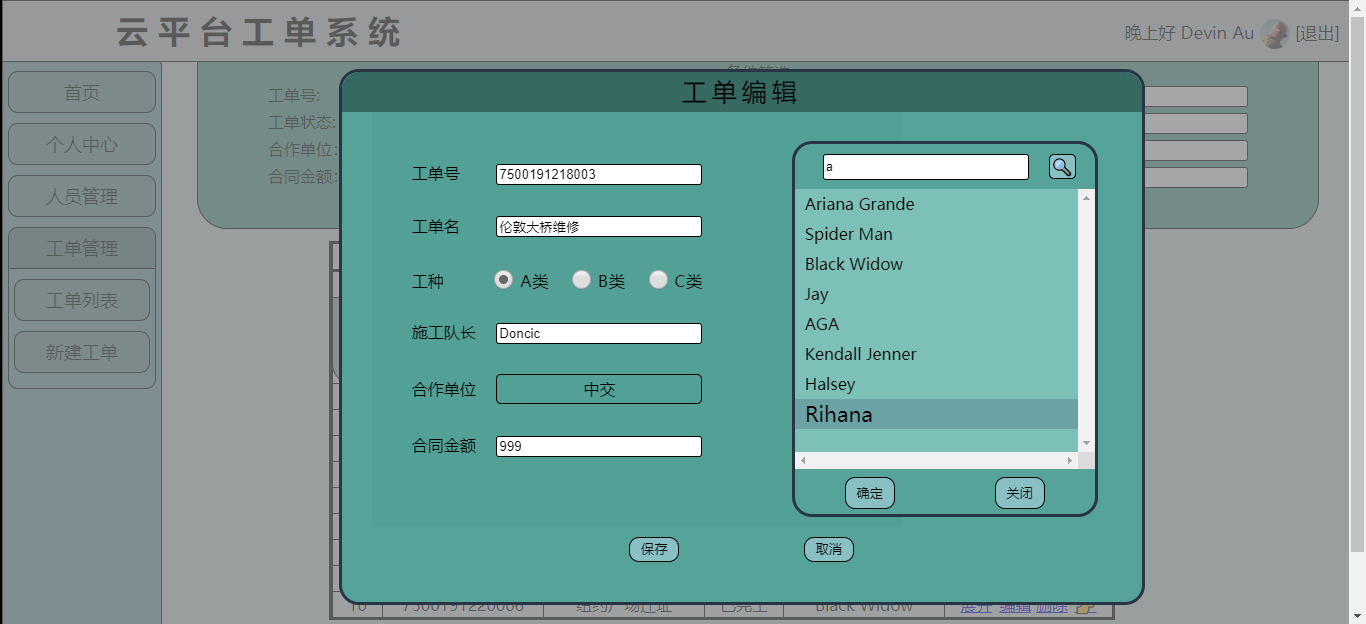 云平台工单系统
晚上好 Devin Au [退出]
首页
个人中心
人员管理
工单管理
工单列表
新建工单
工单号:
工单状态:
合作单位:
合同金额:
工单编辑
工单号 7500191218003
工单名 伦敦大桥维修
工种 A类 B类 C类
施工队长 Doncic
合作单位 中交
合同金额 999
a
Ariana Grande
Spider Man
Black Widow
Jay
AGA
Kendall Jenner
Halsey
Rihana
确定 关闭
保存 取消
10 7500191220006 已完工 Black Widow 展开 编辑 删除